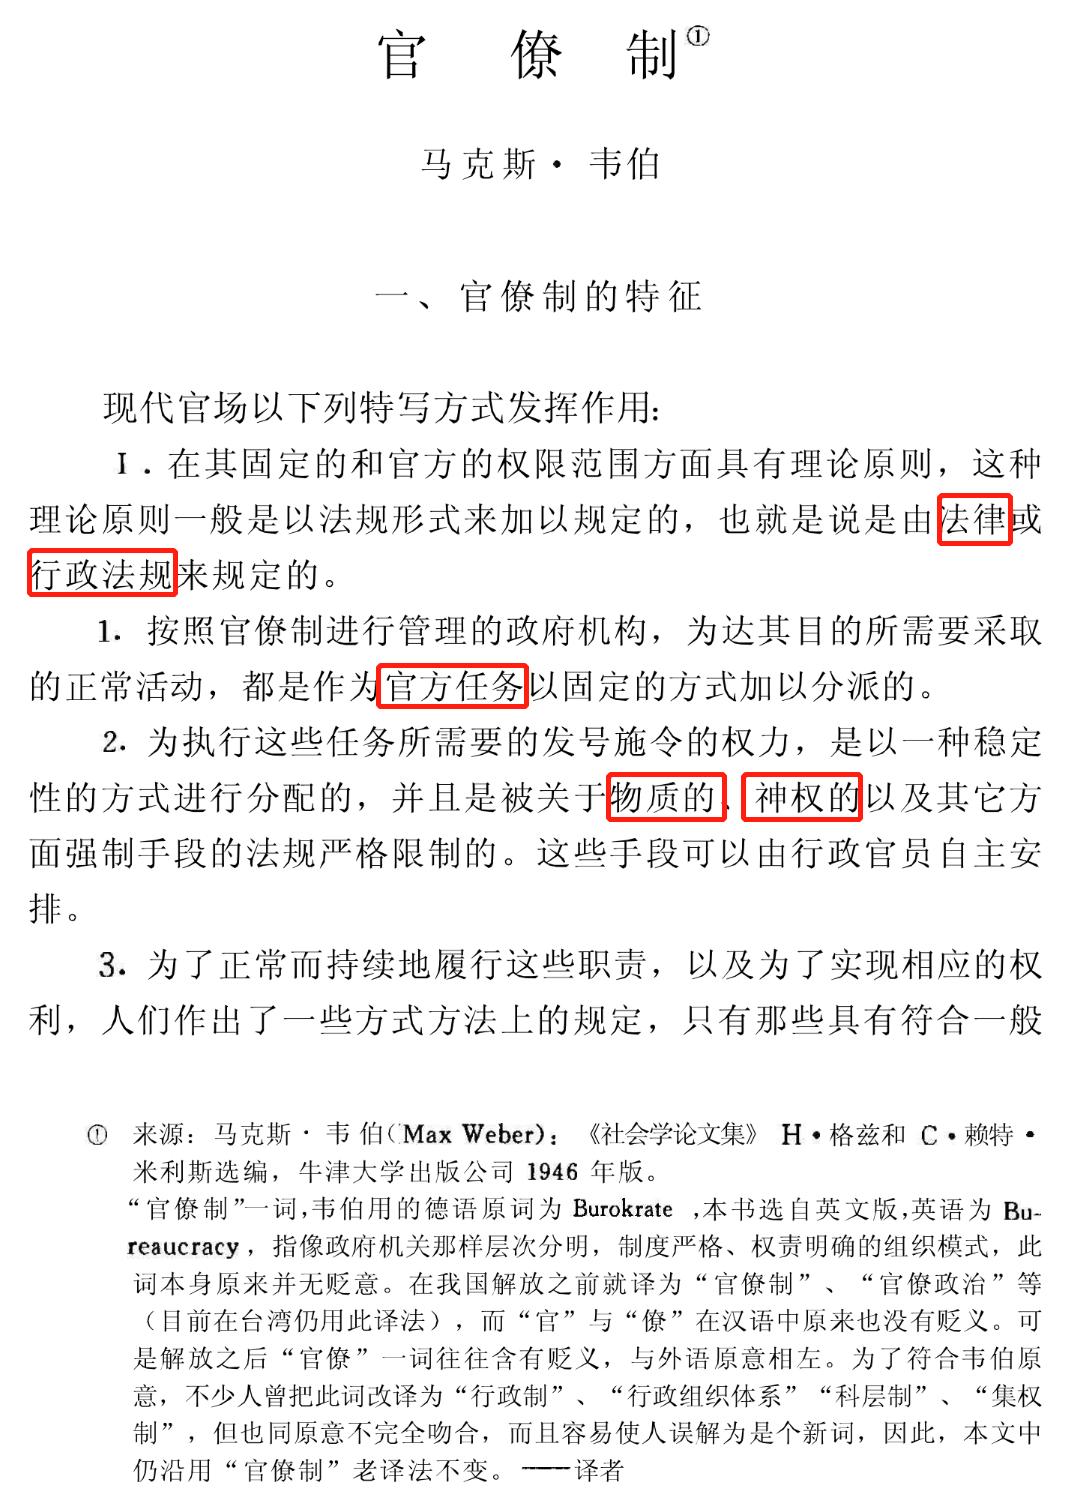 官 僚 制①
马克斯· 韦伯
一、官僚制的特征
现代官场以下列特写方式发挥作用:
I.在其固定的和官方的权限范围方面具有理论原则，这种
理论原则一般是以法规形式来加以规定的，也就是说是由法律或
行政法规来规定的。
1. 按照官僚制进行管理的政府机构，为达其目的所需要采取
的正常活动，都是作为官方任务以固定的方式加以分派的。
2. 为执行这些任务所需要的发号施令的权力，是以一种稳定
性的方式进行分配的，并且是被关于物质的、神权的以及其它方
面强制手段的法规严格限制的。这些手段可以由行政官员自主安
排。
3. 为了正常而持续地履行这些职责，以及为了实现相应的权
利，人们作出了一些方式方法上的规定，只有那些具有符合一般
① 来源：马克斯·韦伯(Max Weber)：《社会学论文集》 H·格兹和 C·赖特·
米利斯选编，牛津大学出版公司 1946 年版。
“官僚制”一词,韦伯用的德语原词为 Burokrate ,本书选自英文版,英语为 Bu-
reaucracy，指像政府机关那样层次分明，制度严格、权责明确的组织模式，此
词本身原来并无贬意。在我国解放之前就译为“官僚制”、“官僚政治”等
（目前在台湾仍用此译法），而“官”与“僚”在汉语中原来也没有贬义。可
是解放之后“官僚”一词往往含有贬义，与外语原意相左。为了符合韦伯原
意，不少人曾把此词改译为“行政制”、“行政组织体系”“科层制”、“集权
制”，但也同原意不完全吻合，而且容易使人误解为是个新词，因此，本文中
仍沿用“官僚制”老译法不变。——译者